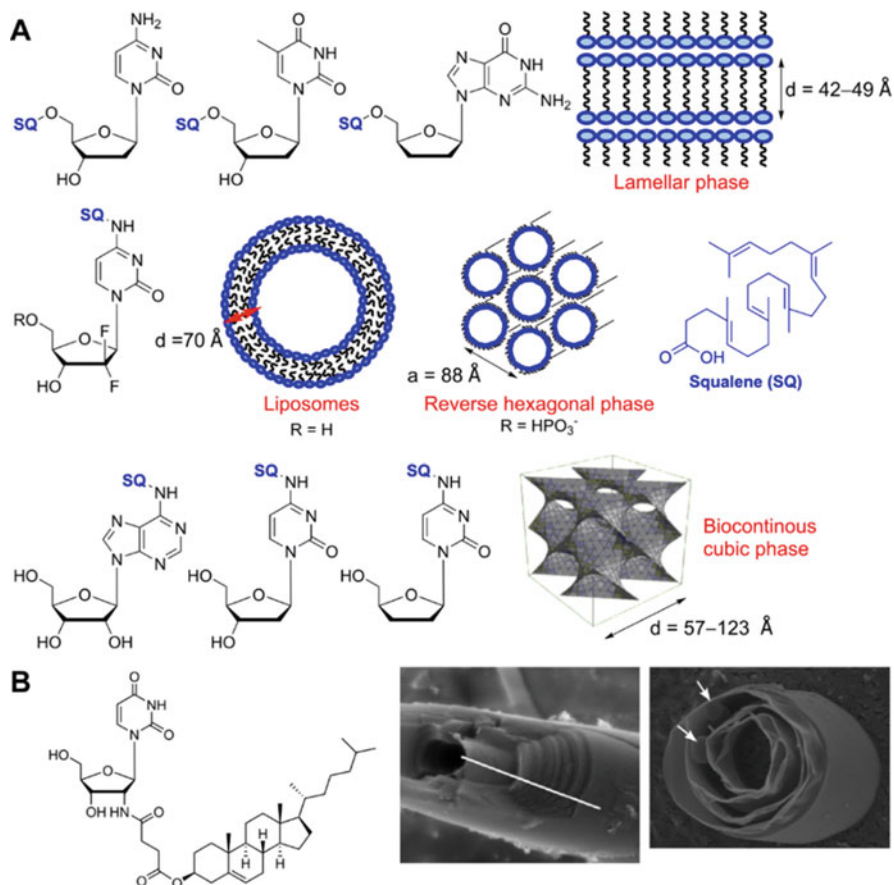 A
NH₂
N
N
O
O
SQ
O
HO
O
NH
N
O
O
SQ
O
HO
O
N
NH
N
N
NH₂
O
SQ
O
d = 42–49 Å
Lamellar phase
SQ
NH
N
N
O
RO
O
F
F
HO
d =70 Å
Liposomes
R = H
a = 88 Å
Reverse hexagonal phase
R = HPO₃⁻
O
OH
Squalene (SQ)
SQ
NH
N
N
N
N
HO
O
HO
OH
SQ
NH
N
N
O
HO
O
HO
SQ
NH
N
N
O
HO
O
Biocontinous
cubic phase
d = 57–123 Å
B
O
NH
N
O
HO
O
OH
HN
O
O
O
H
H
H